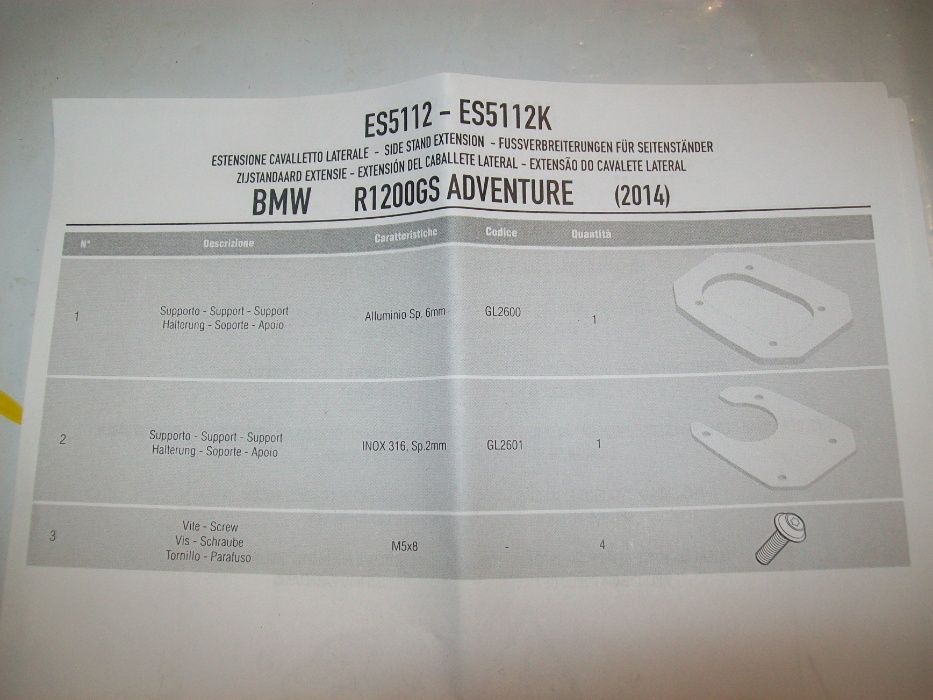 ES5112 - ES5112K
ESTENSIONE CAVALLETTO LATERALE - SIDE STAND EXTENSION - FUSSVERBREITERUNGEN FÜR SEITENSTÄNDER
ZIJSTANDAARD EXTENSIE - EXTENSIÓN DEL CABALLETE LATERAL - EXTENSÃO DO CAVALETE LATERAL
BMW R1200GS ADVENTURE (2014)
N° Descrizione Caratteristiche Codice Quantità
Supporto - Support - Support
1 Alluminio Sp. 6mm GL2600 1
Halterung - Soporte - Apoio
Supporto - Support - Support
2 INOX 316, Sp.2mm GL2601 1
Halterung - Soporte - Apoio
Vite - Screw
3 Vis - Schraube M5x8 - 4
Tornillo - Parafuso